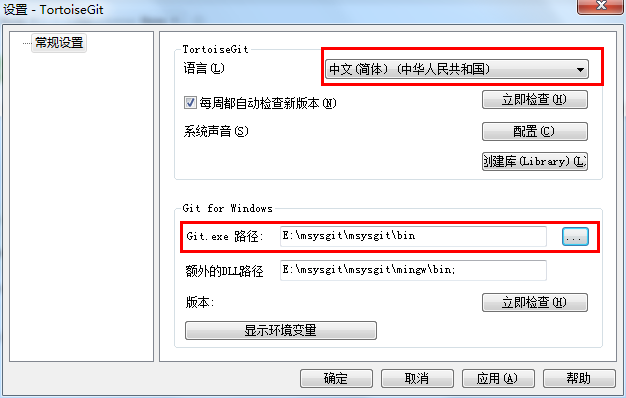 设置 - TortoiseGit
常规设置
TortoiseGit
语言(L)
中文(简体) (中华人民共和国)
每周都自动检查新版本(N)
立即检查(H)
系统声音(S)
配置(C)
创建库(Library)(L)
Git for Windows
Git.exe 路径:
E:\msysgit\msysgit\bin
...
额外的DLL路径
E:\msysgit\msysgit\mingw\bin;
版本:
立即检查(H)
显示环境变量
确定
取消
应用(A)
帮助